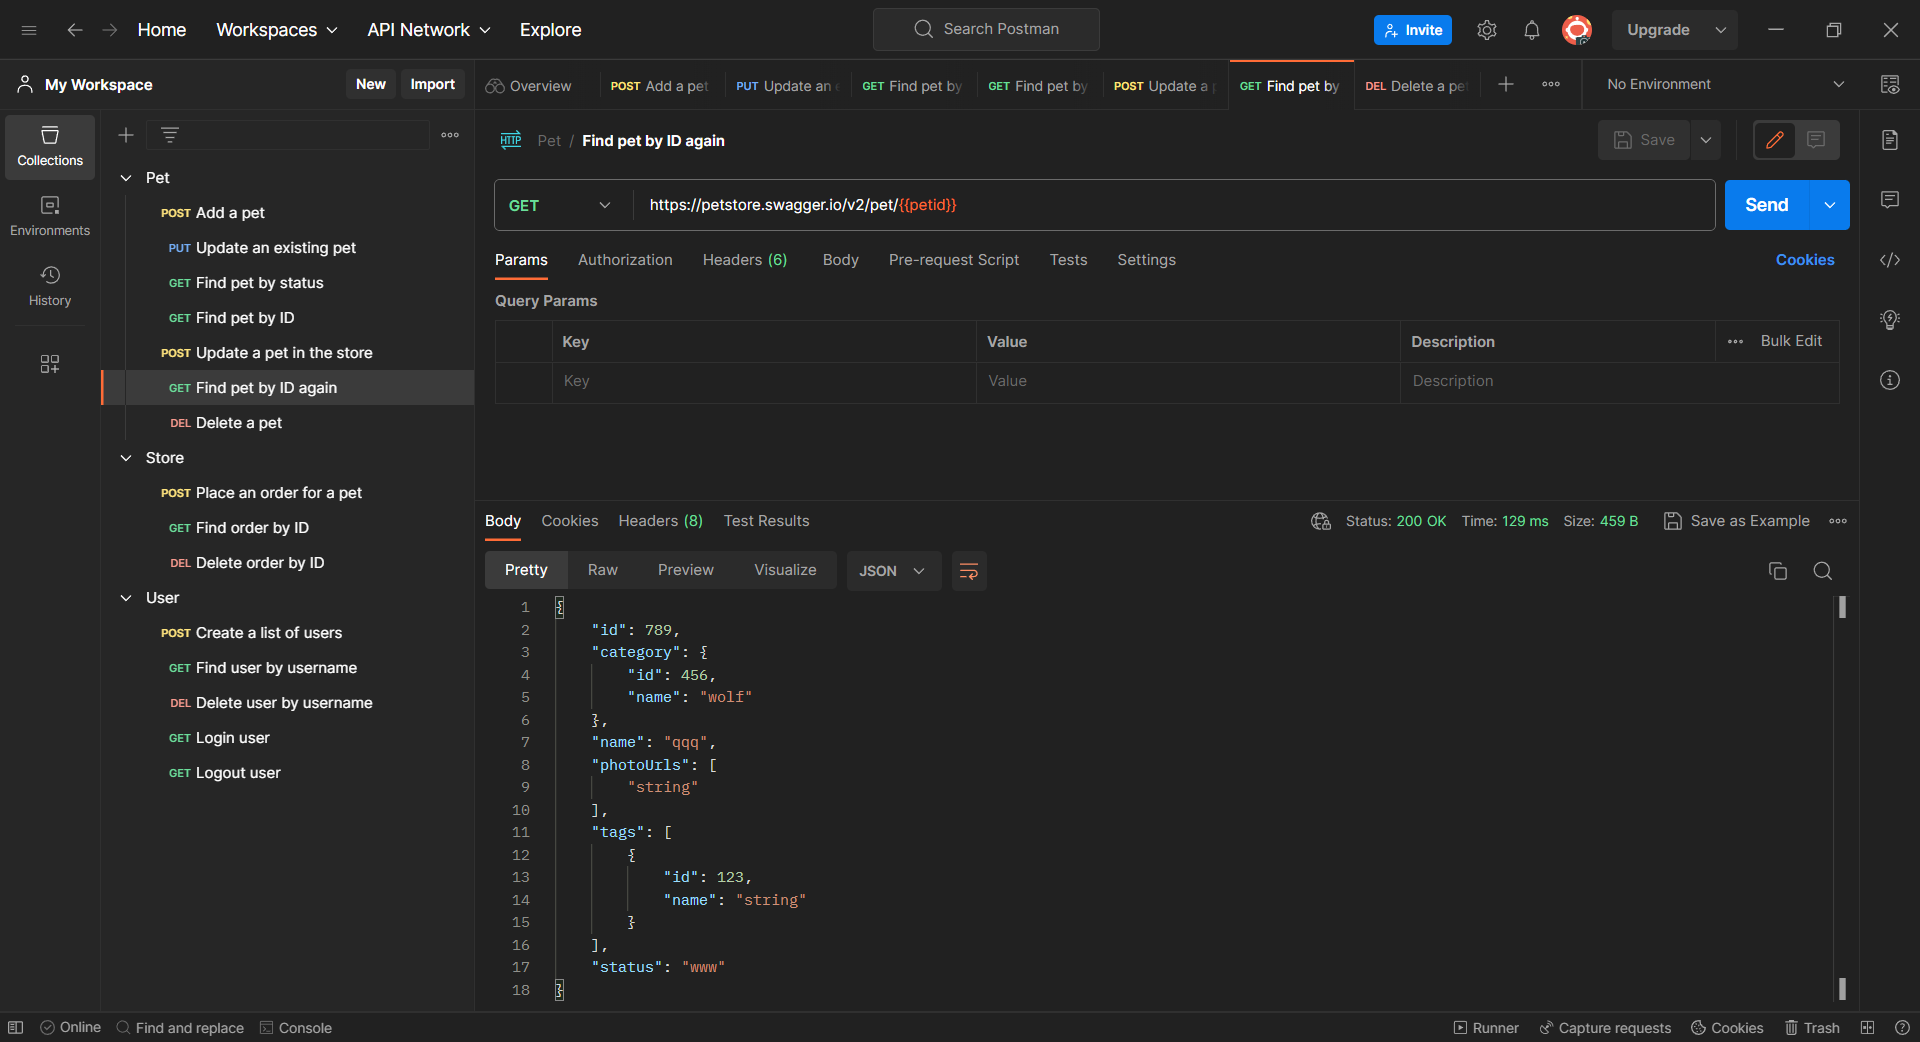 Home Workspaces API Network Explore Search Postman Invite Upgrade
My Workspace New Import Overview POST Add a pet PUT Update an e GET Find pet by GET Find pet by POST Update a p GET Find pet by DEL Delete a pet No Environment
Collections
Environments
History
Pet
POST Add a pet
PUT Update an existing pet
GET Find pet by status
GET Find pet by ID
POST Update a pet in the store
GET Find pet by ID again
DEL Delete a pet
Store
POST Place an order for a pet
GET Find order by ID
DEL Delete order by ID
User
POST Create a list of users
GET Find user by username
DEL Delete user by username
GET Login user
GET Logout user
HTTP Pet / Find pet by ID again Save
GET https://petstore.swagger.io/v2/pet/{{petid}} Send
Params Authorization Headers (6) Body Pre-request Script Tests Settings Cookies
Query Params
Key Value Description Bulk Edit
Key Value Description
Body Cookies Headers (8) Test Results Status: 200 OK Time: 129 ms Size: 459 B Save as Example
Pretty Raw Preview Visualize JSON
1 {
2 "id": 789,
3 "category": {
4 "id": 456,
5 "name": "wolf"
6 },
7 "name": "qqq",
8 "photoUrls": [
9 "string"
10 ],
11 "tags": [
12 {
13 "id": 123,
14 "name": "string"
15 }
16 ],
17 "status": "www"
18 }
Online Find and replace Console Runner Capture requests Cookies Trash